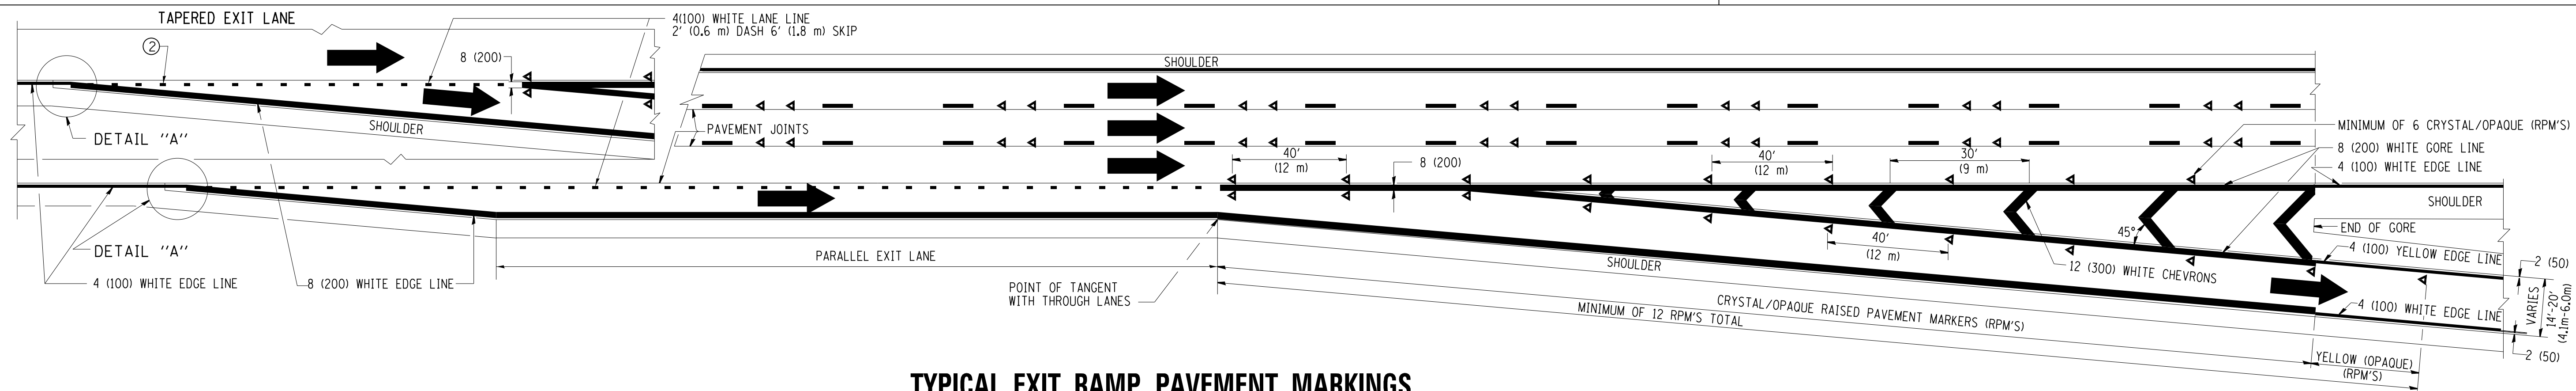 TAPERED EXIT LANE
2
8 (200)
4(100) WHITE LANE LINE
2' (0.6 m) DASH 6' (1.8 m) SKIP
SHOULDER
DETAIL "A"
SHOULDER
PAVEMENT JOINTS
40'
(12 m)
8 (200)
40'
(12 m)
30'
(9 m)
MINIMUM OF 6 CRYSTAL/OPAQUE (RPM'S)
8 (200) WHITE GORE LINE
4 (100) WHITE EDGE LINE
SHOULDER
DETAIL "A"
4 (100) WHITE EDGE LINE
8 (200) WHITE EDGE LINE
PARALLEL EXIT LANE
POINT OF TANGENT
WITH THROUGH LANES
SHOULDER
40'
(12 m)
45°
12 (300) WHITE CHEVRONS
END OF GORE
4 (100) YELLOW EDGE LINE
2 (50)
VARIES
14'-20'
(4.1m-6.0m)
4 (100) WHITE EDGE LINE
2 (50)
CRYSTAL/OPAQUE RAISED PAVEMENT MARKERS (RPM'S)
MINIMUM OF 12 RPM'S TOTAL
YELLOW (OPAQUE)
(RPM'S)
TYPICAL EXIT RAMP PAVEMENT MARKINGS